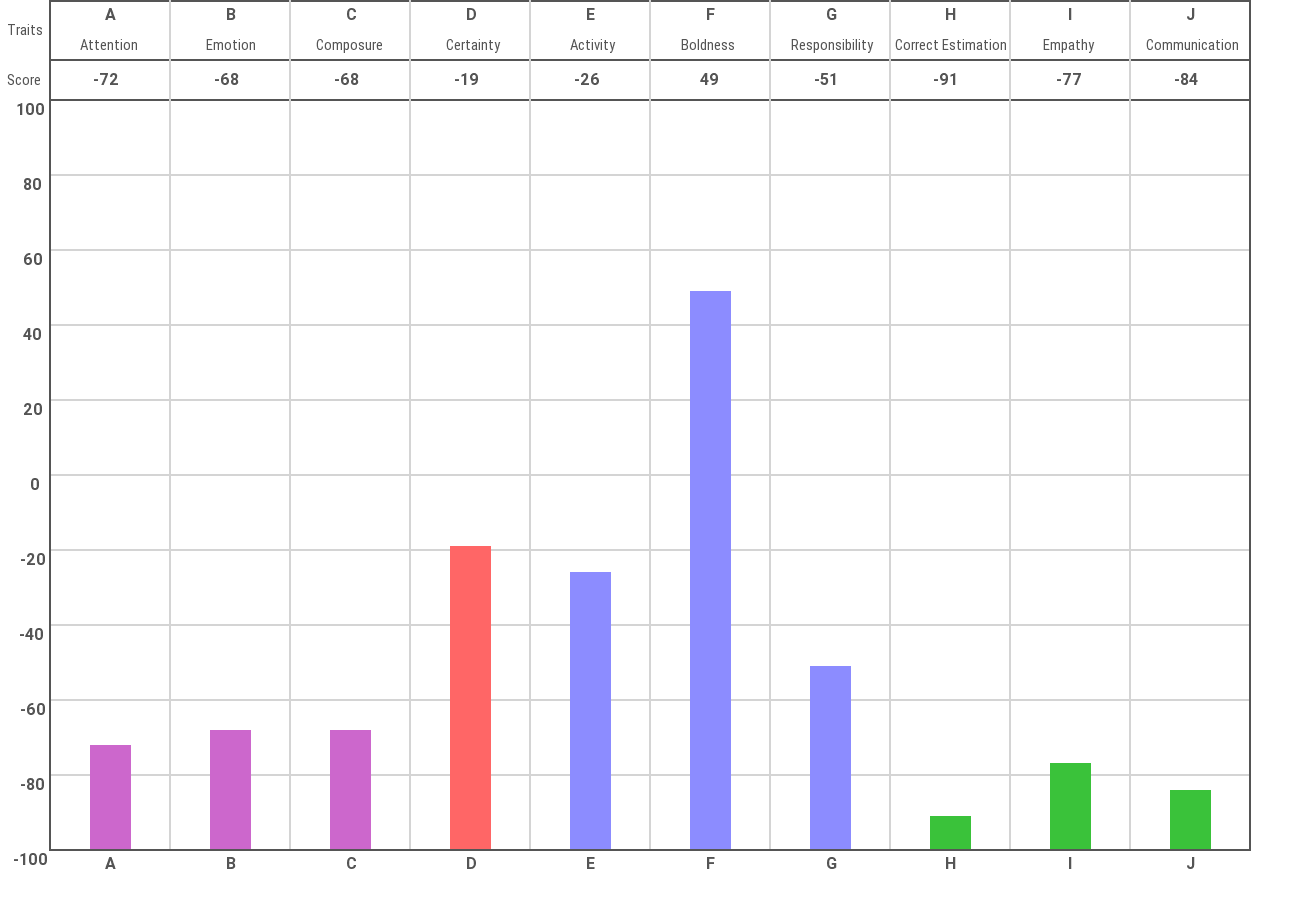 A B C D E F G H I J
Traits
Attention Emotion Composure Certainty Activity Boldness Responsibility Correct Estimation Empathy Communication
Score -72 -68 -68 -19 -26 49 -51 -91 -77 -84
100
80
60
40
20
0
-20
-40
-60
-80
-100
A B C D E F G H I J